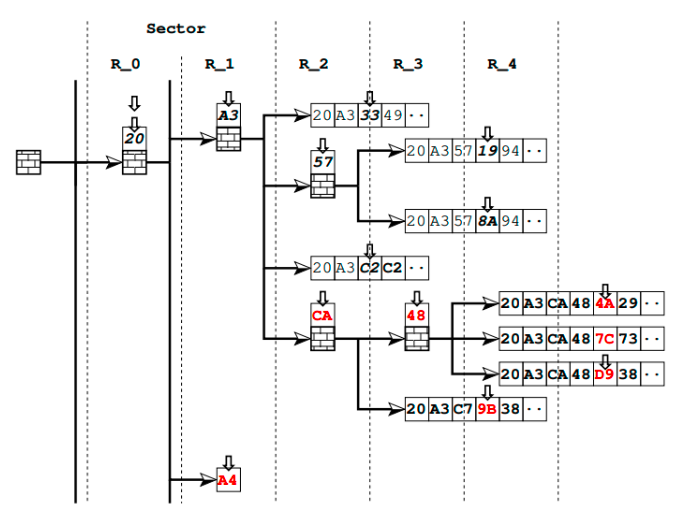 Sector
R_0 R_1 R_2 R_3 R_4
A3
20 A3 33 49 ··
20
57
20 A3 57 19 94 ··
20 A3 57 8A 94 ··
20 A3 C2 C2 ··
CA
48
20 A3 CA 48 4A 29 ··
20 A3 CA 48 7C 73 ··
20 A3 CA 48 D9 38 ··
20 A3 C7 9B 38 ··
A4